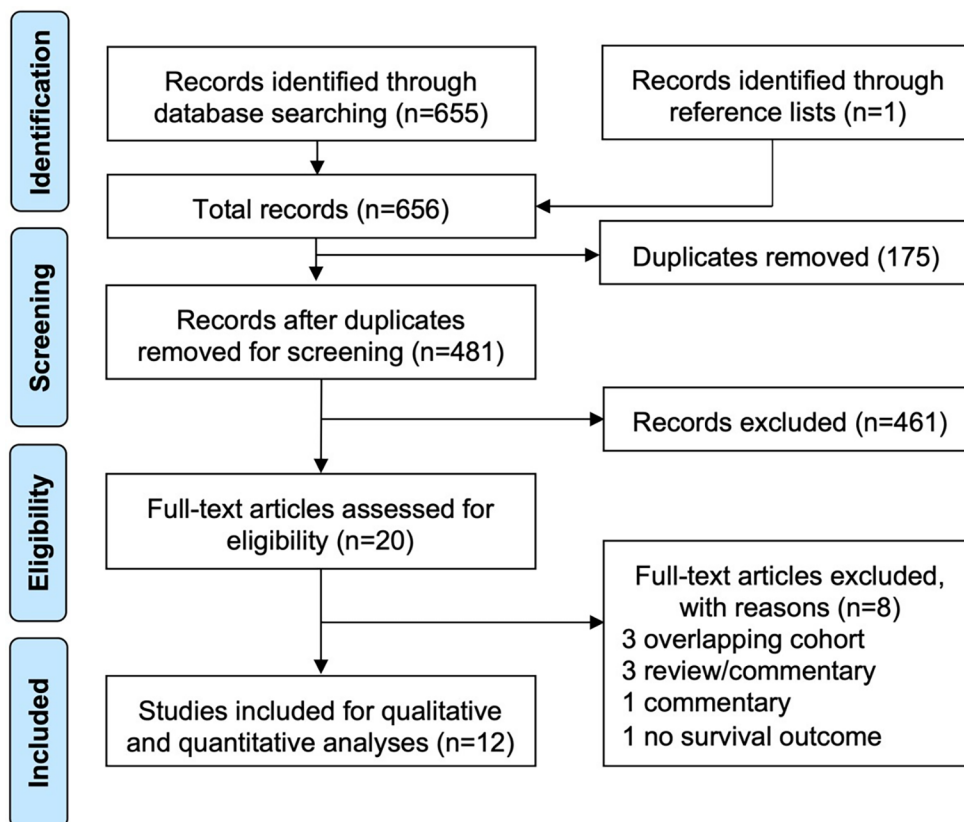 Identification
Records identified through
database searching (n=655)
Records identified through
reference lists (n=1)
Total records (n=656)
Duplicates removed (175)
Screening
Records after duplicates
removed for screening (n=481)
Records excluded (n=461)
Eligibility
Full-text articles assessed for
eligibility (n=20)
Full-text articles excluded,
with reasons (n=8)
3 overlapping cohort
3 review/commentary
1 commentary
1 no survival outcome
Included
Studies included for qualitative
and quantitative analyses (n=12)